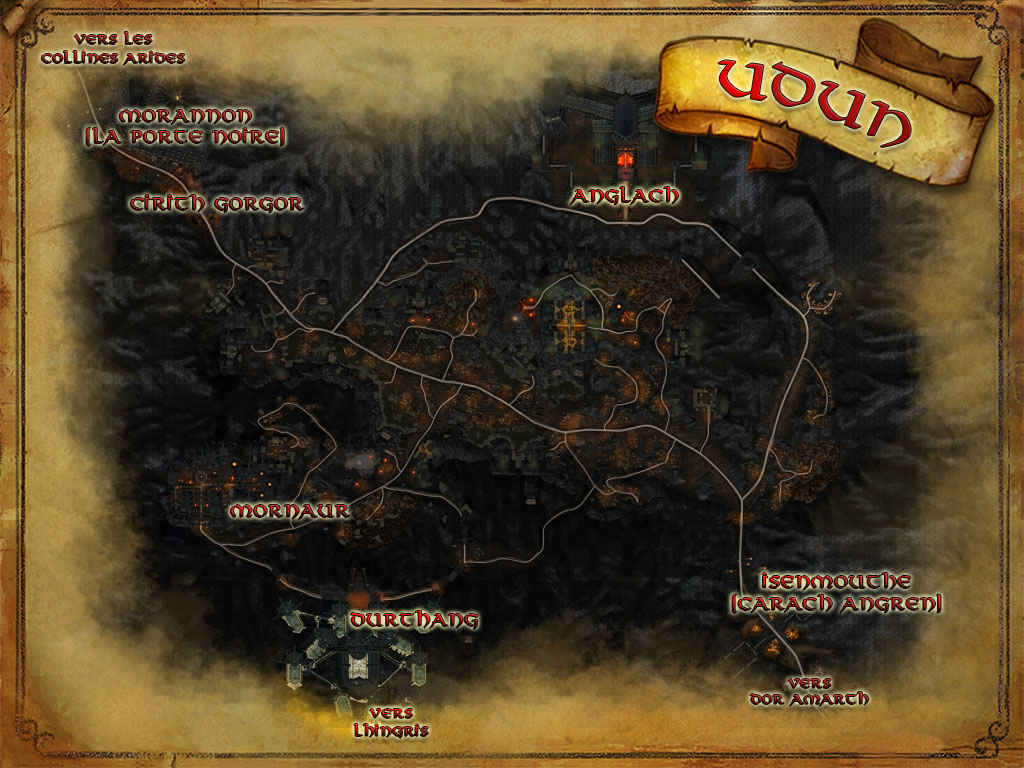 VERS LES
COLLINES ARIDES
UDUN
MORANNON
(LA PORTE NOIRE)
ANGLACH
CIRITH GORGOR
MORNAUR
ISENMOUTHE
(CARACH ANGREN)
DURTHANG
VERS
DOR AMARTH
VERS
LHINGRIS